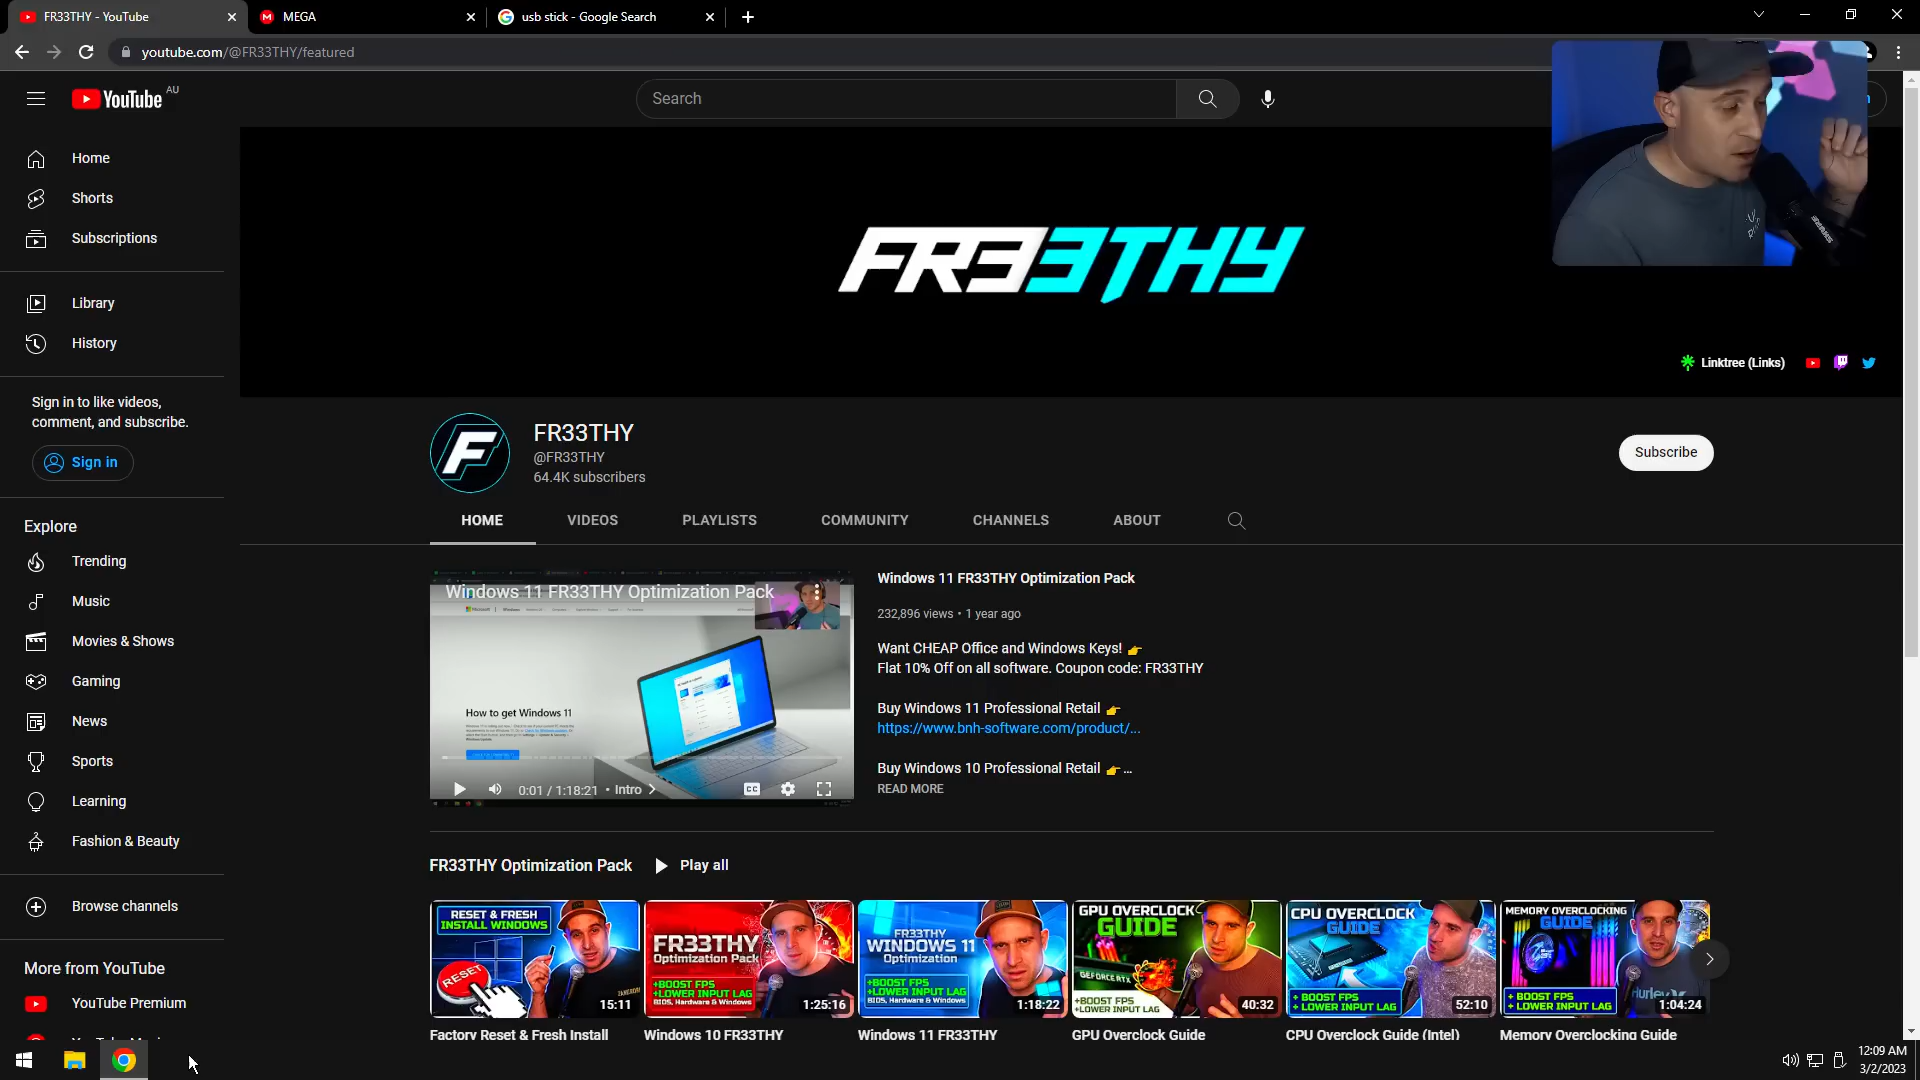 FR33THY - YouTube
MEGA
usb stick - Google Search
youtube.com/@FR33THY/featured
YouTube AU
Search
Home
Shorts
Subscriptions
Library
History
Sign in to like videos,
comment, and subscribe.
Sign in
Explore
Trending
Music
Movies & Shows
Gaming
News
Sports
Learning
Fashion & Beauty
Browse channels
More from YouTube
YouTube Premium
FR33THY
Linktree (Links)
FR33THY
@FR33THY
64.4K subscribers
Subscribe
HOME
VIDEOS
PLAYLISTS
COMMUNITY
CHANNELS
ABOUT
Windows 11 FR33THY Optimization Pack
How to get Windows 11
0:01 / 1:18:21 • Intro
CC
Windows 11 FR33THY Optimization Pack
232,896 views • 1 year ago
Want CHEAP Office and Windows Keys! 👉
Flat 10% Off on all software. Coupon code: FR33THY
Buy Windows 11 Professional Retail 👉
https://www.bnh-software.com/product/...
Buy Windows 10 Professional Retail 👉 ...
READ MORE
FR33THY Optimization Pack
Play all
RESET & FRESH
INSTALL WINDOWS
RESET
15:11
Factory Reset & Fresh Install
FR33THY
Optimization Pack
+BOOST FPS
+LOWER INPUT LAG
BIOS, Hardware & Windows
1:25:16
Windows 10 FR33THY
FR33THY
WINDOWS 11
Optimization
+BOOST FPS
+LOWER INPUT LAG
BIOS, Hardware & Windows
1:18:22
Windows 11 FR33THY
GPU OVERCLOCK
GUIDE
GEFORCE RTX
+BOOST FPS
+LOWER INPUT LAG
40:32
GPU Overclock Guide
CPU OVERCLOCK
GUIDE
+ BOOST FPS
+ LOWER INPUT LAG
52:10
CPU Overclock Guide (Intel)
MEMORY OVERCLOCKING
GUIDE
+ BOOST FPS
+ LOWER INPUT LAG
Hurley
1:04:24
Memory Overclocking Guide
12:09 AM
3/2/2023